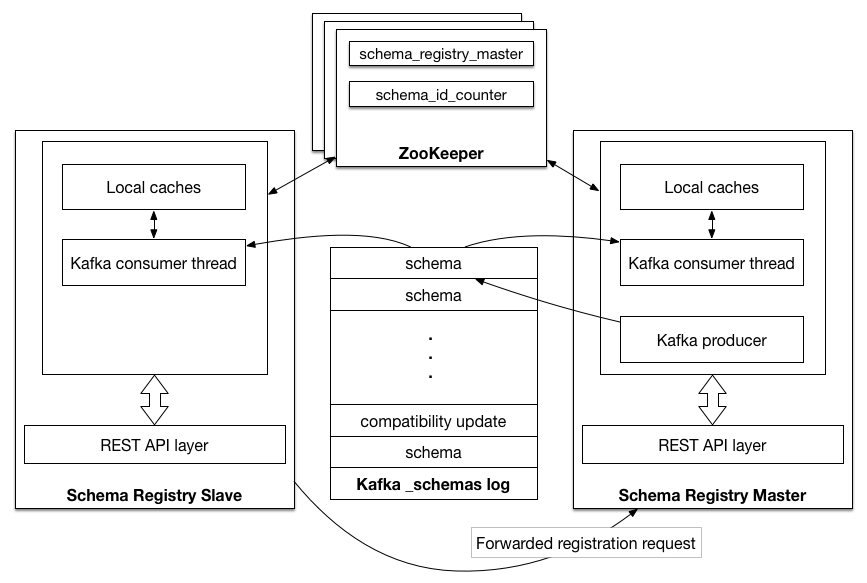 schema_registry_master
schema_id_counter
ZooKeeper
Local caches
Kafka consumer thread
REST API layer
Schema Registry Slave
schema
schema
.
.
.
compatibility update
schema
Kafka _schemas log
Local caches
Kafka consumer thread
Kafka producer
REST API layer
Schema Registry Master
Forwarded registration request